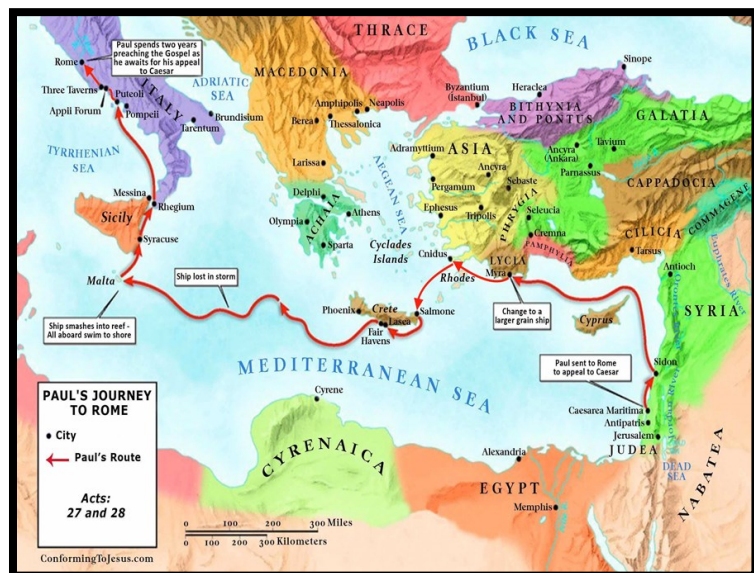 THRACE
BLACK SEA
Sinope
Paul spends two years
preaching the Gospel as
he awaits for his appeal
to Caesar
Rome
ADRIATIC
SEA
MACEDONIA
Byzantium
(Istanbul)
Heraclea
BITHYNIA
AND PONTUS
GALATIA
Three Taverns
Puteoli
Appii Forum
Pompeii
ITALY
Brundisium
Tarentum
Amphipolis
Neapolis
Berea
Thessalonica
Larissa
TYRRHENIAN
SEA
AEGEAN SEA
Adramyttium
ASIA
Ancyra
Pergamum
Sebaste
Ephesus
Tripolis
PHRYGIA
Ancyra
(Ankara)
Tavium
Parnassus
CAPPADOCIA
COMMAGENE
Seleucia
Cremna
PAMPHYLIA
CILICIA
Tarsus
Euphrates River
Messina
Rhegium
Sicily
Syracuse
Delphi
ACHAIA
Athens
Olympia
Sparta
Cyclades
Islands
Cnidus
Rhodes
LYCIA
Myra
Antioch
Orontes River
SYRIA
Malta
Ship lost in storm
Ship smashes into reef -
All aboard swim to shore
Phoenix
Crete
Salmone
Lasea
Fair
Havens
Change to a
larger grain ship
Cyprus
Paul sent to Rome
to appeal to Caesar
Sidon
Caesarea Maritima
Antipatris
Jerusalem
Jordan River
JUDEA
DEAD
SEA
NABATEA
MEDITERRANEAN SEA
Cyrene
CYRENAICA
Alexandria
EGYPT
Memphis
PAUL'S JOURNEY
TO ROME
City
Paul's Route
Acts:
27 and 28
0 100 200 300 Miles
0 100 200 300 Kilometers
ConformingToJesus.com